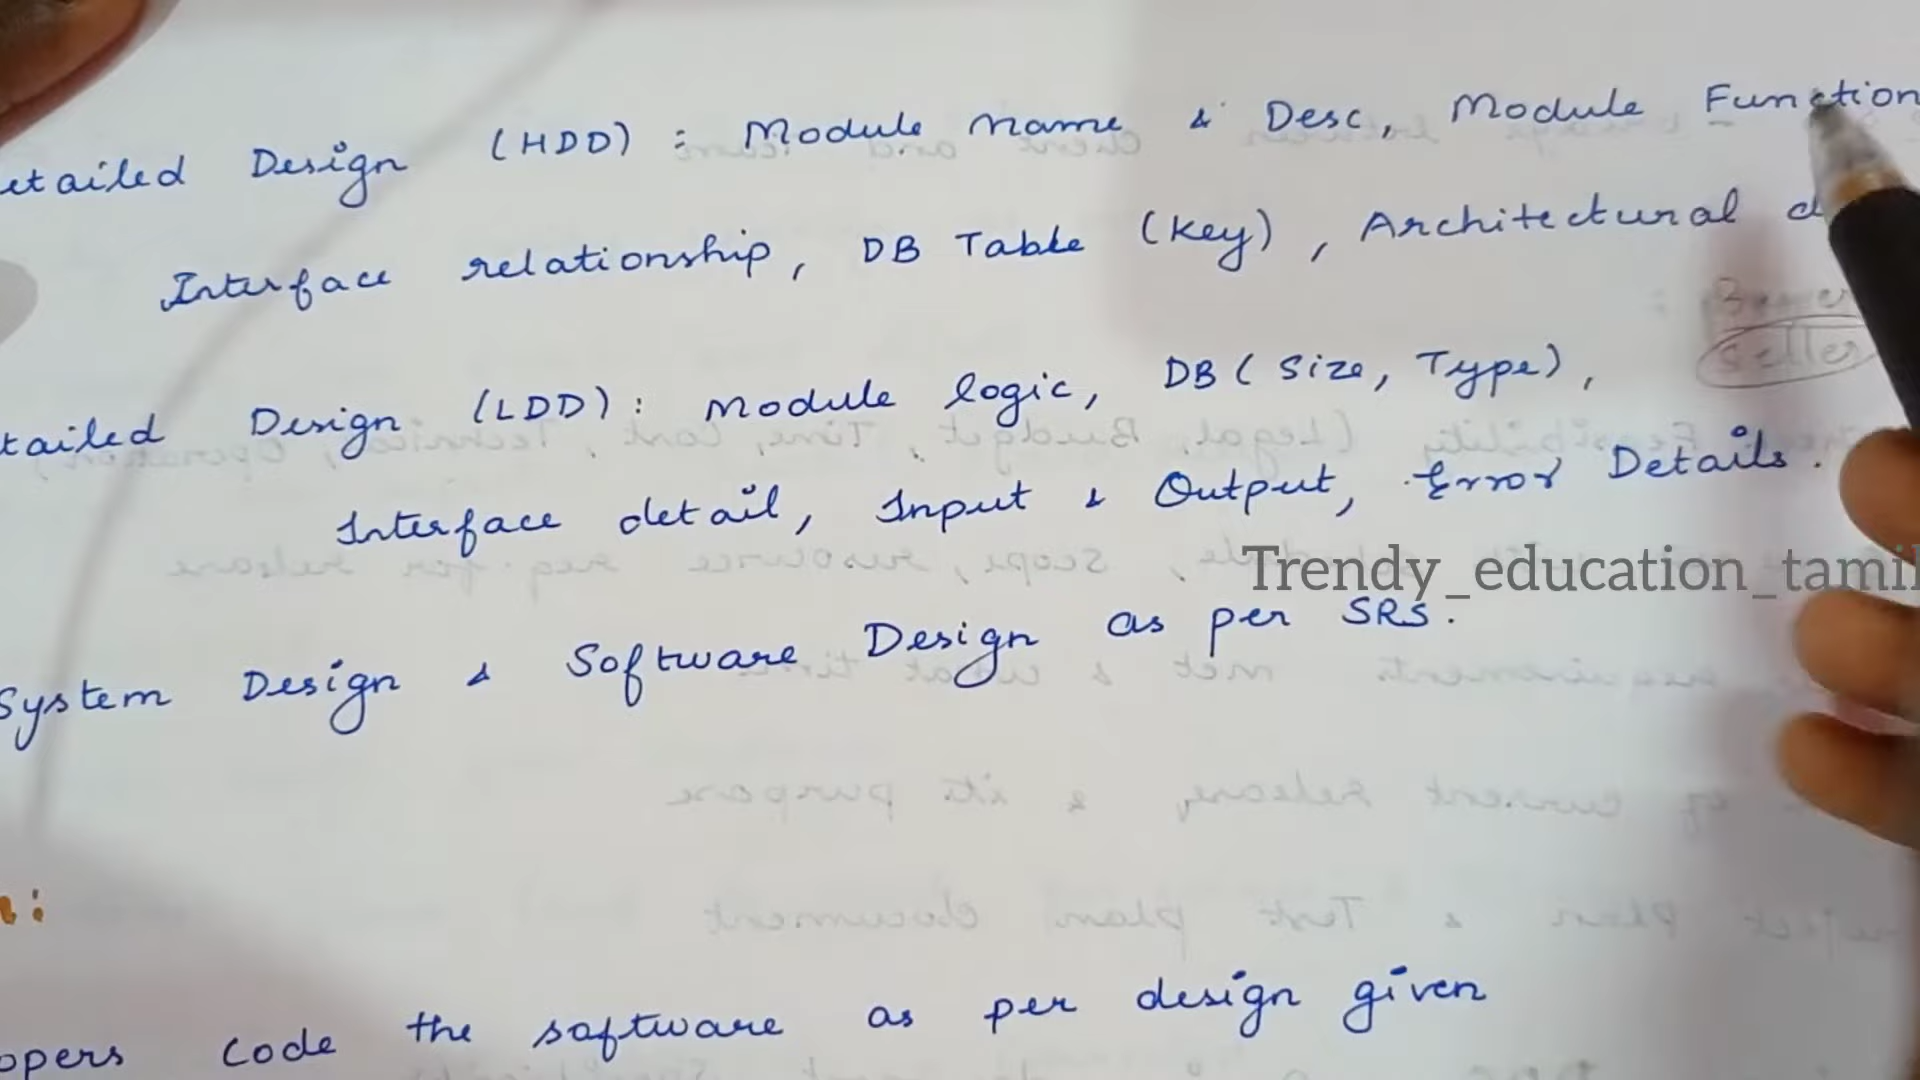 etailed Design (HDD) : Module name & Desc, Module Function
Interface relationship, DB Table (key), Architectural d
tailed Design (LDD): Module logic, DB (Size, Type),
Interface detail, Input & Output, Error Details.
Trendy_education_tamil
System Design & Software Design as per SRS.
opers code the software as per design given